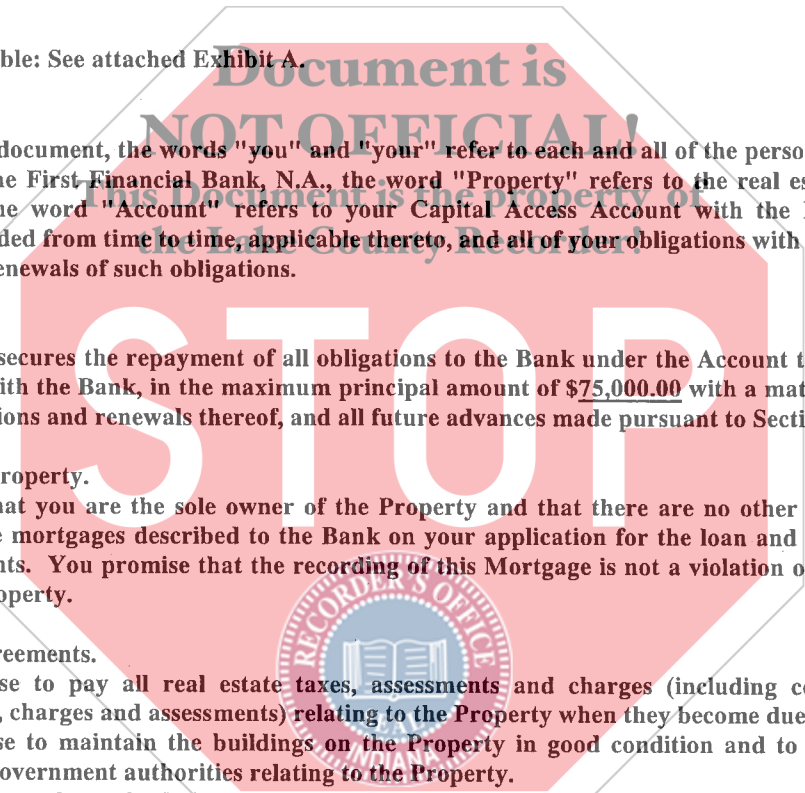 ble: See attached Exhibit A.
Document is
NOT OFFICIAL!
document, the words "you" and "your" refer to each and all of the perso
he First Financial Bank, N.A., the word "Property" refers to the real es
This Document is the property of
he word "Account" refers to your Capital Access Account with the
ded from time to time, applicable thereto, and all of your obligations with
the Lake County Recorder!
enewals of such obligations.
STOP
secures the repayment of all obligations to the Bank under the Account t
ith the Bank, in the maximum principal amount of $75,000.00 with a mat
ions and renewals thereof, and all future advances made pursuant to Secti
roperty.
hat you are the sole owner of the Property and that there are no other
e mortgages described to the Bank on your application for the loan and
nts. You promise that the recording of this Mortgage is not a violation o
operty.
RECORDER'S OFFICE
SEAL
INDIANA
reements.
se to pay all real estate taxes, assessments and charges (including c
, charges and assessments) relating to the Property when they become due
se to maintain the buildings on the Property in good condition and to
government authorities relating to the Property.